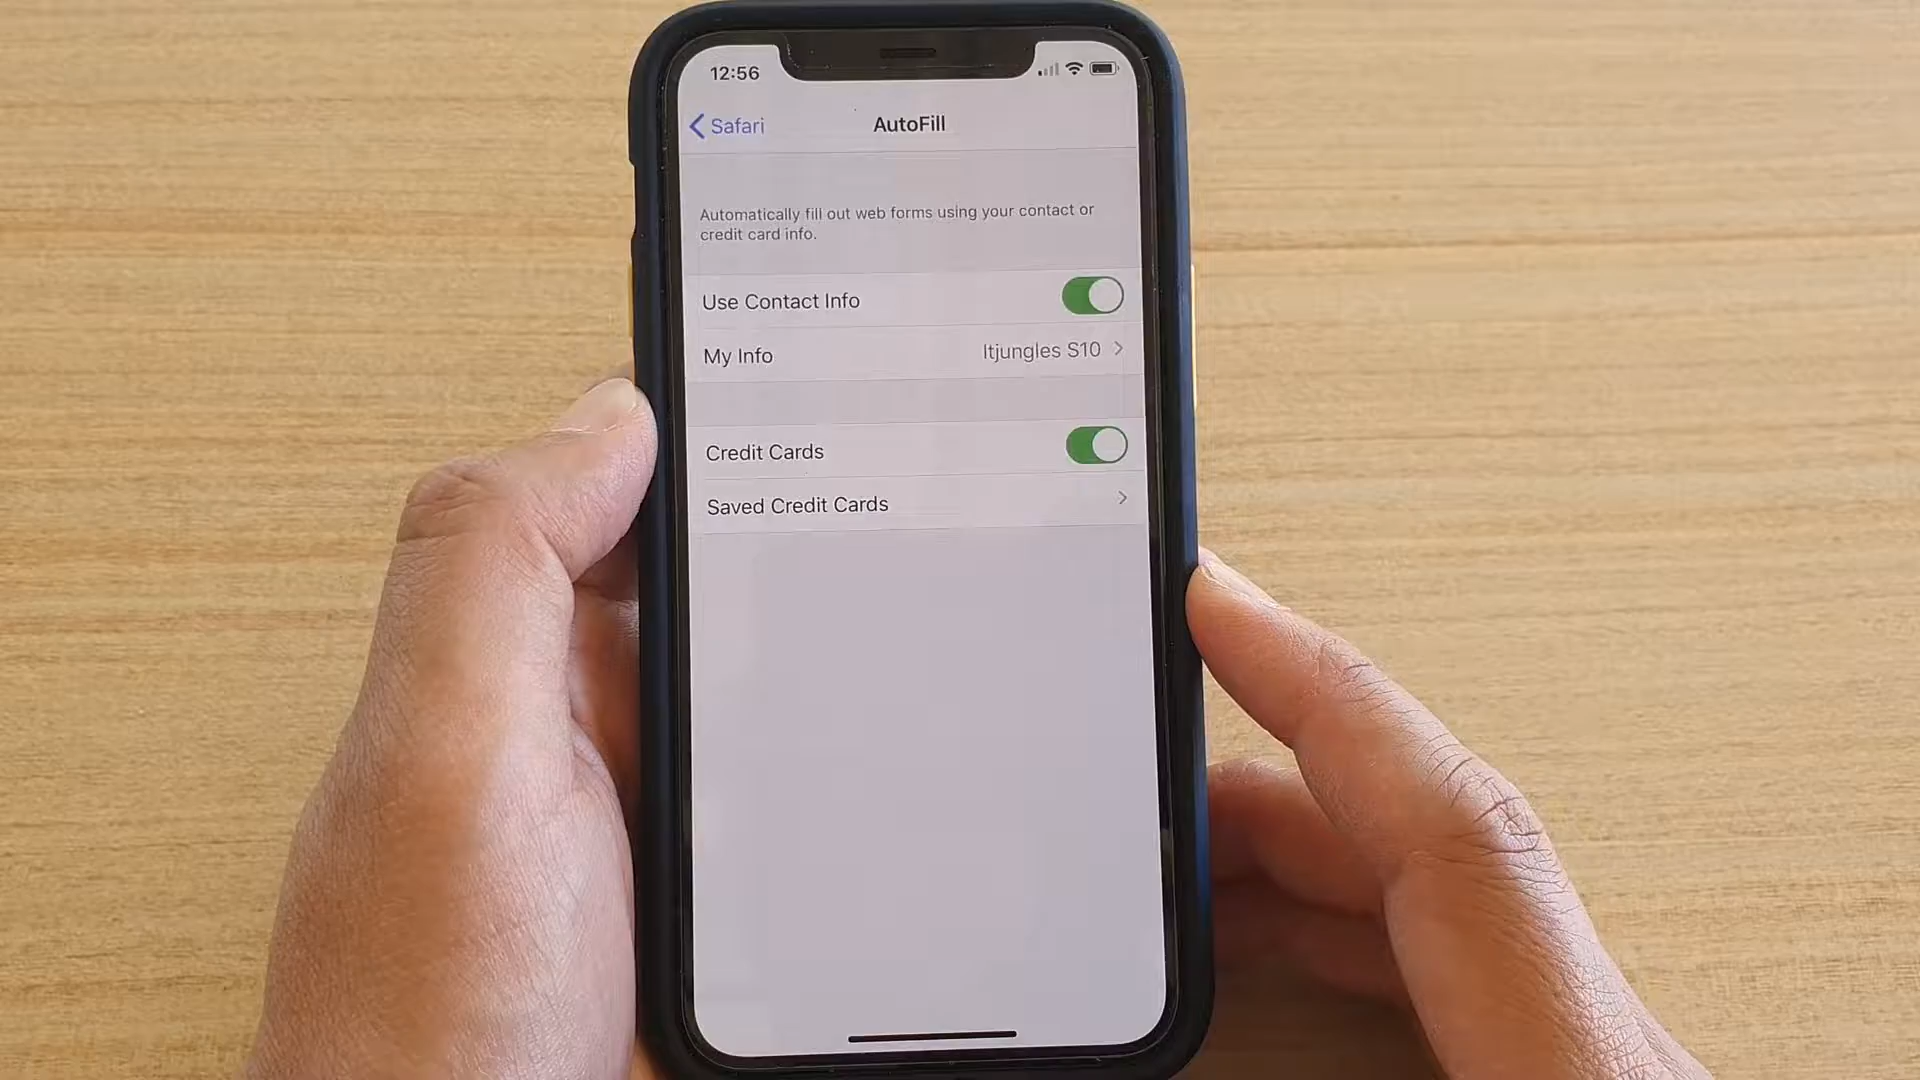 12:56
Safari
AutoFill
Automatically fill out web forms using your contact or
credit card info.
Use Contact Info
My Info
Itjungles S10
Credit Cards
Saved Credit Cards